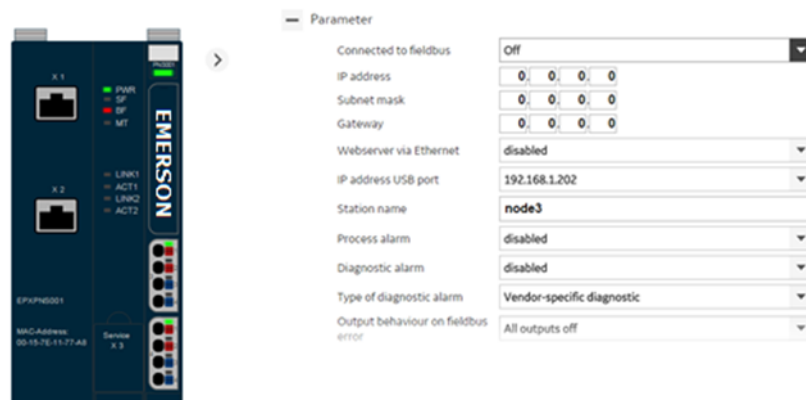 X 1
PN3001
PWR
SF
BF
MT
EMERSON
LINK1
ACT1
LINK2
ACT2
X 2
EPXPNS001
MAC-Address:
00-15-7E-11-77-A8
Service
X 3
Parameter
Connected to fieldbus Off
IP address 0. 0. 0. 0
Subnet mask 0. 0. 0. 0
Gateway 0. 0. 0. 0
Webserver via Ethernet disabled
IP address USB port 192.168.1.202
Station name node3
Process alarm disabled
Diagnostic alarm disabled
Type of diagnostic alarm Vendor-specific diagnostic
Output behaviour on fieldbus
error All outputs off